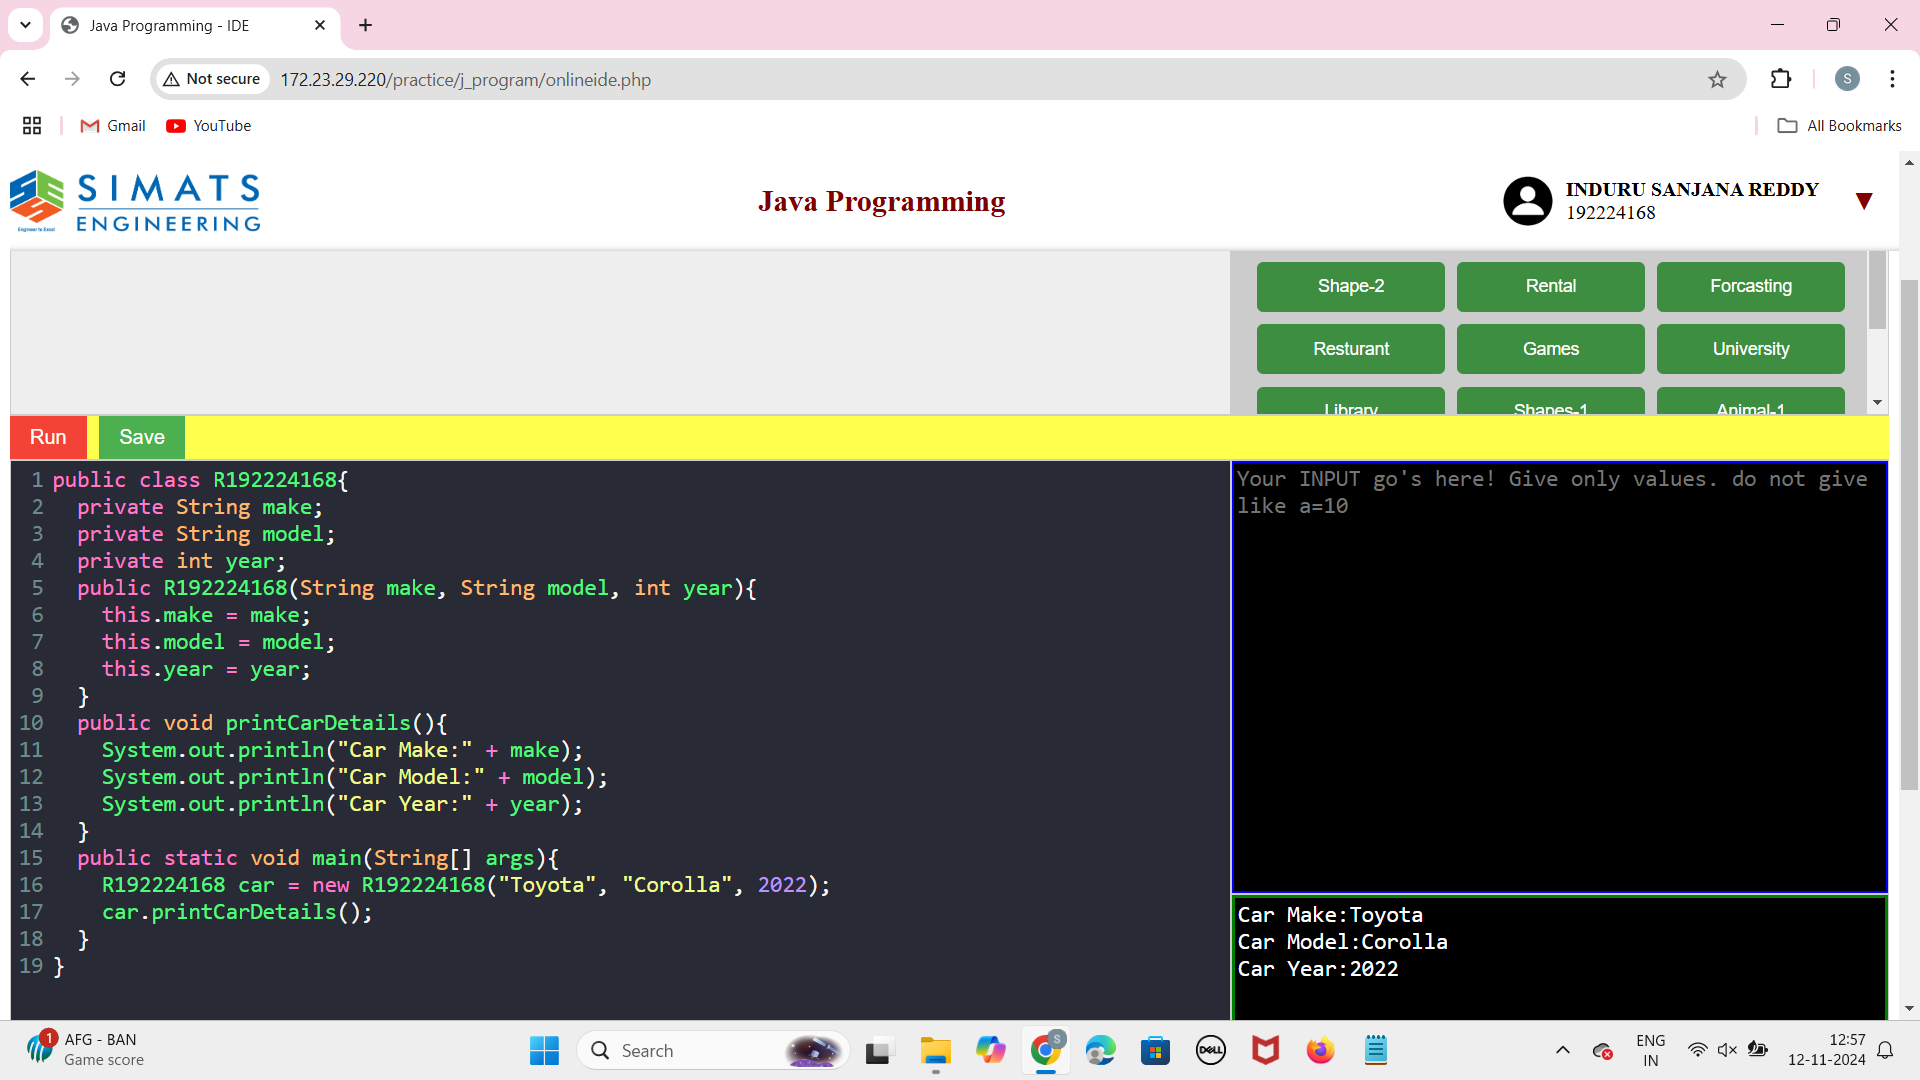 Java Programming - IDE
Not secure
172.23.29.220/practice/j_program/onlineide.php
S
Gmail
YouTube
All Bookmarks
SIMATS
ENGINEERING
Engineer to Excel
Java Programming
INDURU SANJANA REDDY
192224168
Shape-2
Rental
Forcasting
Resturant
Games
University
Library
Shapes-1
Animal-1
Run
Save
1 public class R192224168{
2   private String make;
3   private String model;
4   private int year;
5   public R192224168(String make, String model, int year){
6     this.make = make;
7     this.model = model;
8     this.year = year;
9   }
10   public void printCarDetails(){
11     System.out.println("Car Make:" + make);
12     System.out.println("Car Model:" + model);
13     System.out.println("Car Year:" + year);
14   }
15   public static void main(String[] args){
16     R192224168 car = new R192224168("Toyota", "Corolla", 2022);
17     car.printCarDetails();
18   }
19 }
Your INPUT go's here! Give only values. do not give
like a=10
Car Make:Toyota
Car Model:Corolla
Car Year:2022
1
AFG - BAN
Game score
Search
S
DELL
ENG
IN
12:57
12-11-2024